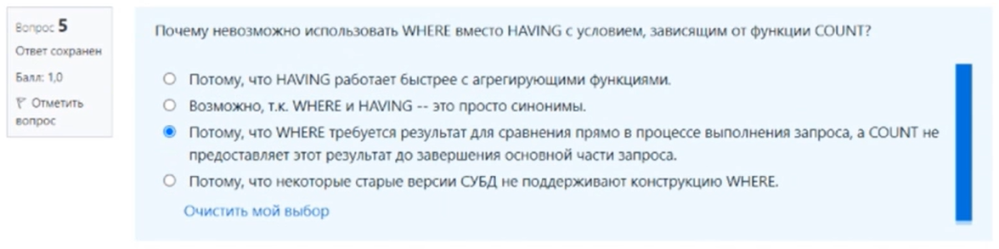 Вопрос 5
Ответ сохранен
Балл: 1,0
Отметить
вопрос
Почему невозможно использовать WHERE вместо HAVING с условием, зависящим от функции COUNT?
Потому, что HAVING работает быстрее с агрегирующими функциями.
Возможно, т.к. WHERE и HAVING -- это просто синонимы.
Потому, что WHERE требуется результат для сравнения прямо в процессе выполнения запроса, а COUNT не
предоставляет этот результат до завершения основной части запроса.
Потому, что некоторые старые версии СУБД не поддерживают конструкцию WHERE.
Очистить мой выбор